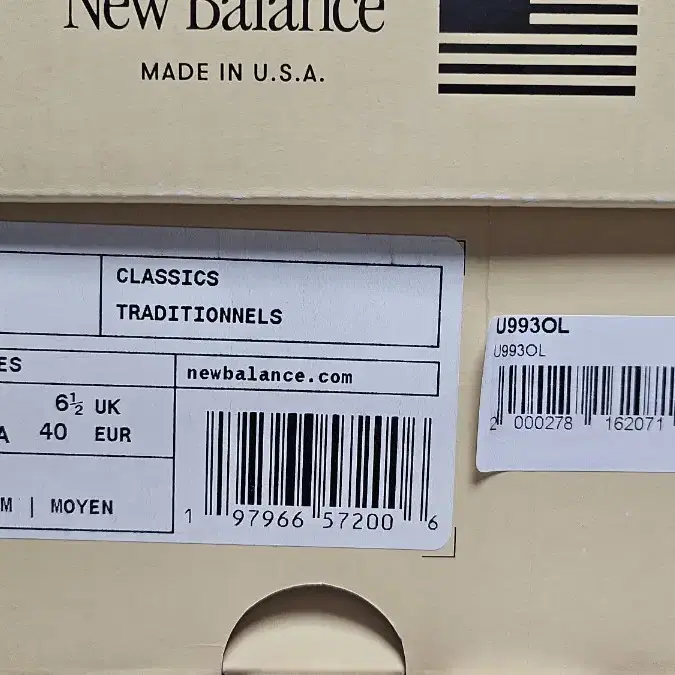 New Balance
MADE IN U.S.A.
CLASSICS
TRADITIONNELS
ES
newbalance.com
6½ UK
A 40 EUR
M | MOYEN
1 97966 57200 6
U993OL
U993OL
2 000278 162071